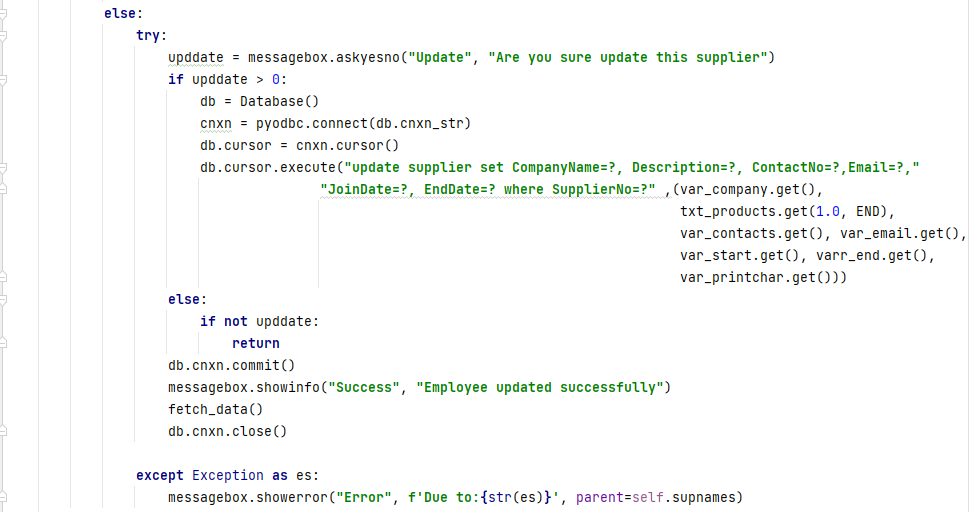 else:
try:
upddate = messagebox.askyesno("Update", "Are you sure update this supplier")
if upddate > 0:
db = Database()
cnxn = pyodbc.connect(db.cnxn_str)
db.cursor = cnxn.cursor()
db.cursor.execute("update supplier set CompanyName=?, Description=?, ContactNo=?,Email=?,"
"JoinDate=?, EndDate=? where SupplierNo=?" ,(var_company.get(),
txt_products.get(1.0, END),
var_contacts.get(), var_email.get(),
var_start.get(), varr_end.get(),
var_printchar.get()))
else:
if not upddate:
return
db.cnxn.commit()
messagebox.showinfo("Success", "Employee updated successfully")
fetch_data()
db.cnxn.close()
except Exception as es:
messagebox.showerror("Error", f'Due to:{str(es)}', parent=self.supnames)